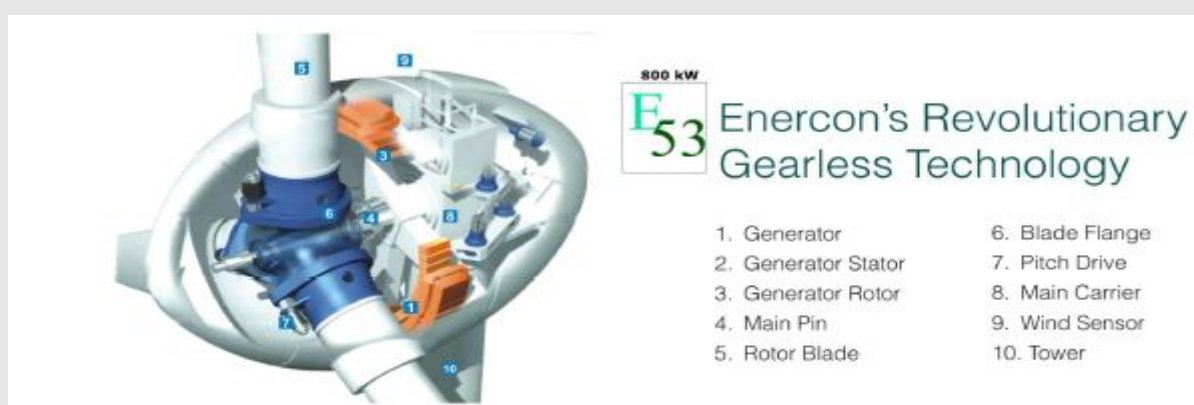 9
5
3
6
4
8
1
7
10
800 kW
E
53
Enercon's Revolutionary
Gearless Technology
1. Generator
2. Generator Stator
3. Generator Rotor
4. Main Pin
5. Rotor Blade
6. Blade Flange
7. Pitch Drive
8. Main Carrier
9. Wind Sensor
10. Tower